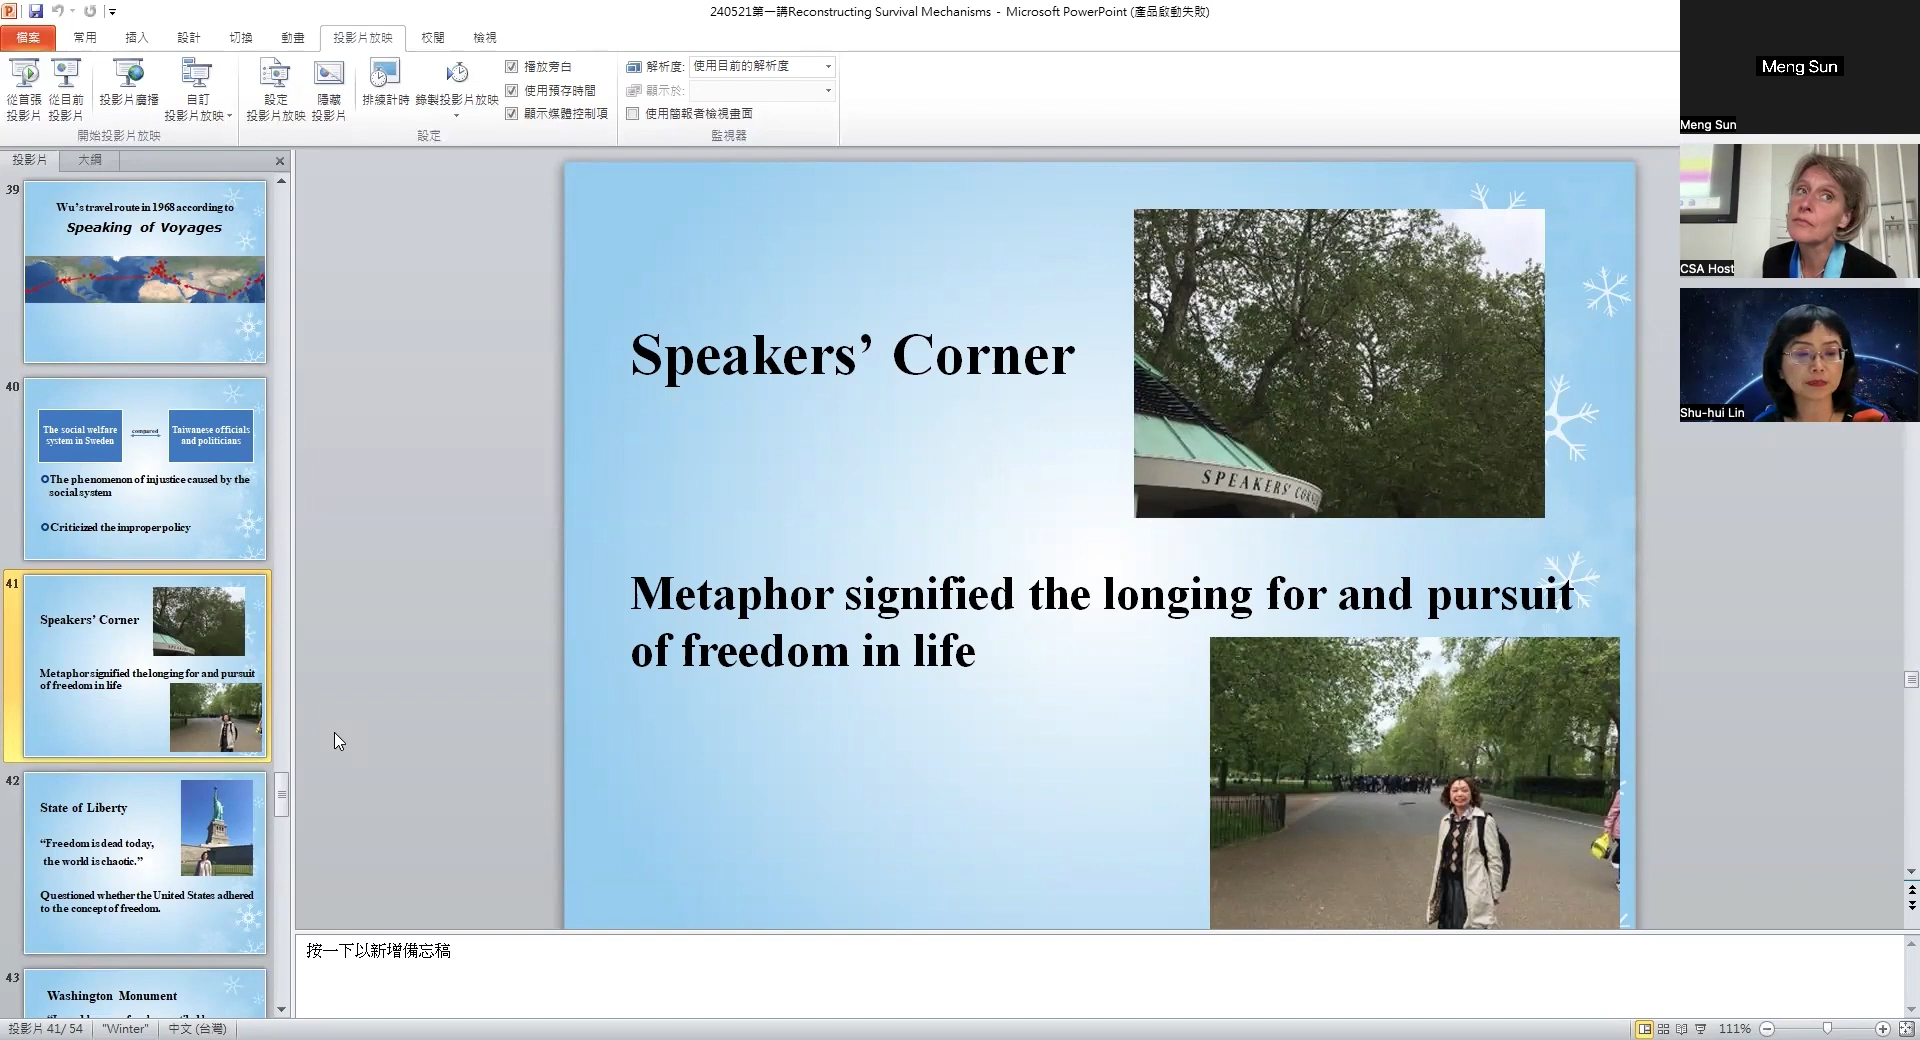 240521第一講Reconstructing Survival Mechanisms - Microsoft PowerPoint (產品啟動失敗)
檔案 常用 插入 設計 切換 動畫 投影片放映 校閱 檢視
從首張投影片
從目前投影片
投影片廣播
自訂投影片放映
開始投影片放映
設定投影片放映
隱藏投影片
排練計時
錄製投影片放映
播放旁白
使用預存時間
顯示媒體控制項
設定
解析度: 使用目前的解析度
顯示於:
使用簡報者檢視畫面
監視器
投影片 大綱
39
Wu's travel route in 1968 according to
Speaking of Voyages
40
The social welfare
system in Sweden
compared
Taiwanese officials
and politicians
The phenomenon of injustice caused by the
social system
Criticized the improper policy
41
Speakers' Corner
Metaphor signified the longing for and pursuit
of freedom in life
42
State of Liberty
“Freedom is dead today,
the world is chaotic.”
Questioned whether the United States adhered
to the concept of freedom.
43
Washington Monument
Speakers’ Corner
SPEAKERS' CORN
Metaphor signified the longing for and pursuit
of freedom in life
按一下以新增備忘稿
Meng Sun
Meng Sun
CSA Host
Shu-hui Lin
投影片 41/ 54 "Winter" 中文 (台灣)
111%